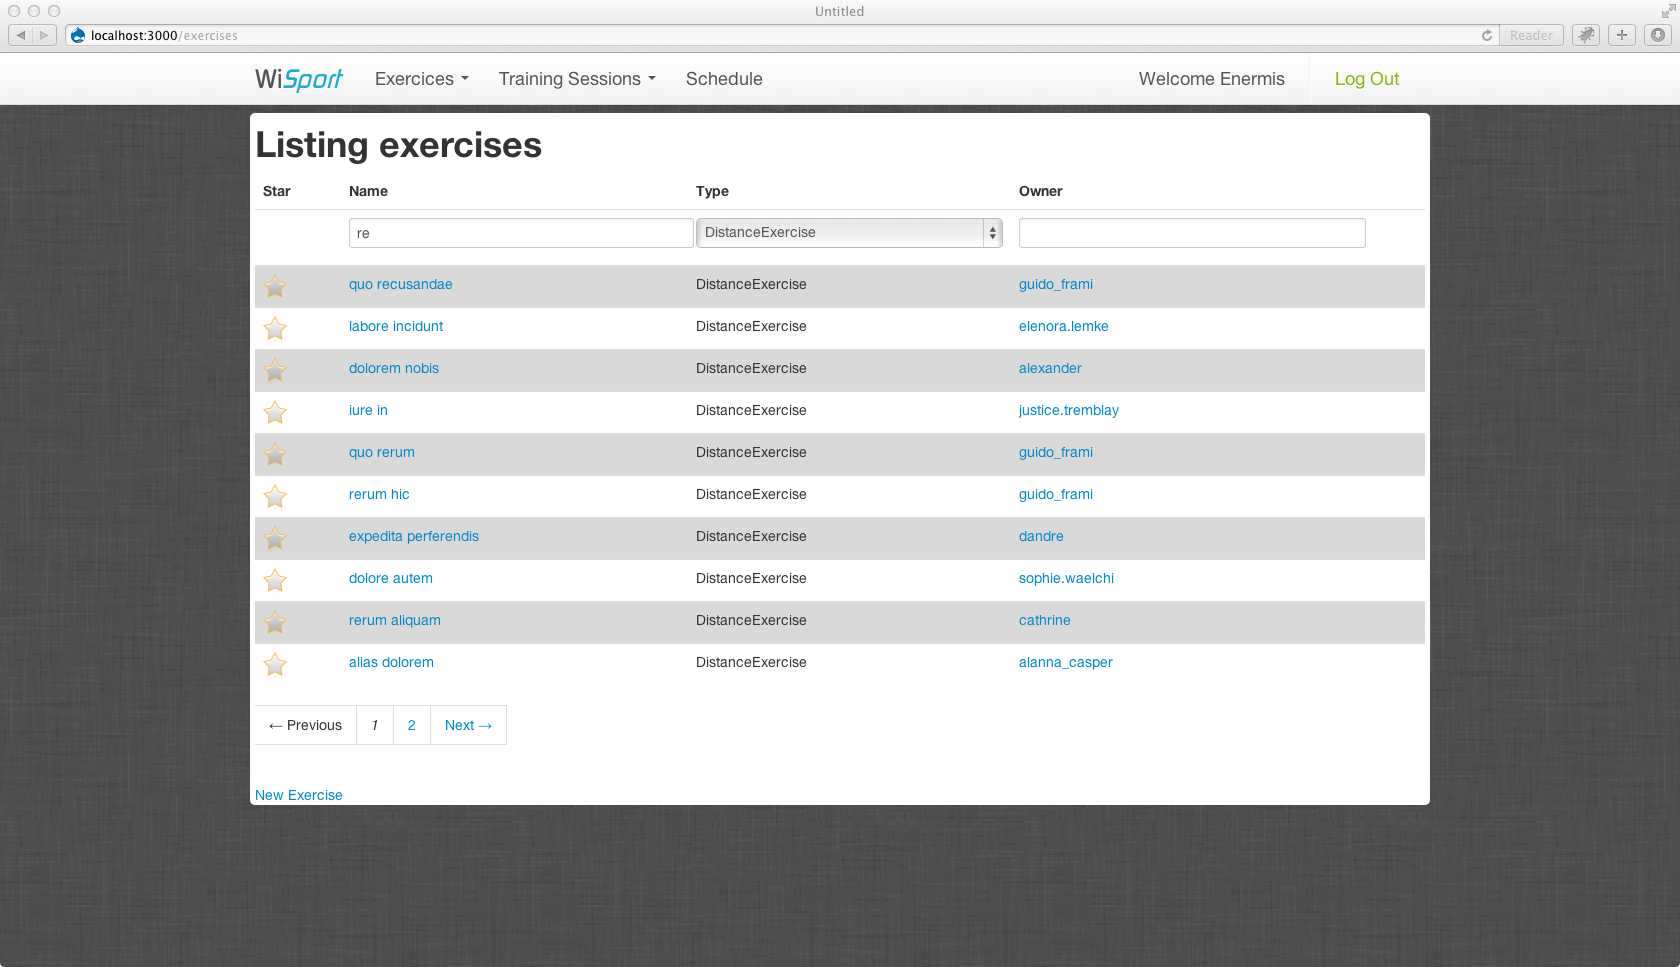 Untitled
localhost:3000/exercises
Reader
WiSport Exercices Training Sessions Schedule Welcome Enermis Log Out
Listing exercises
Star Name Type Owner
re DistanceExercise
quo recusandae DistanceExercise guido_frami
labore incidunt DistanceExercise elenora.lemke
dolorem nobis DistanceExercise alexander
iure in DistanceExercise justice.tremblay
quo rerum DistanceExercise guido_frami
rerum hic DistanceExercise guido_frami
expedita perferendis DistanceExercise dandre
dolore autem DistanceExercise sophie.waelchi
rerum aliquam DistanceExercise cathrine
alias dolorem DistanceExercise alanna_casper
← Previous 1 2 Next →
New Exercise